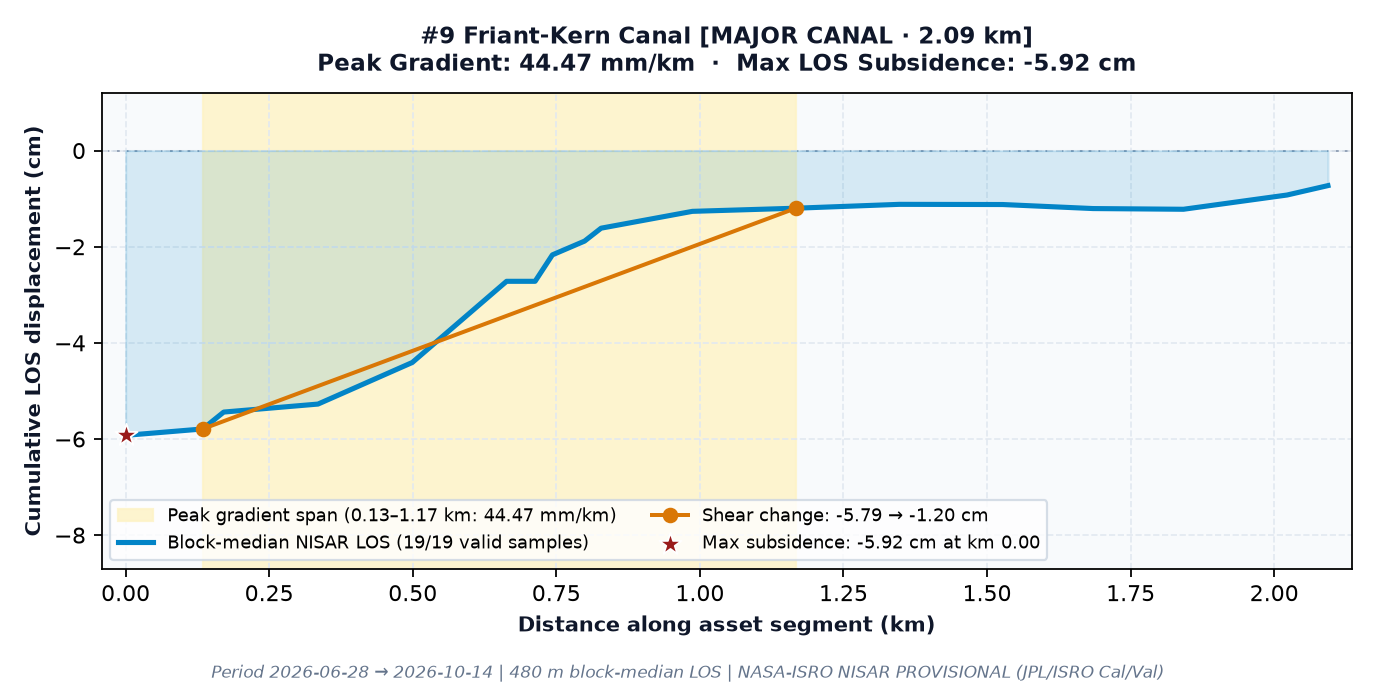 #9 Friant-Kern Canal [MAJOR CANAL · 2.09 km]
Peak Gradient: 44.47 mm/km · Max LOS Subsidence: -5.92 cm
Cumulative LOS displacement (cm)
0
−2
−4
−6
−8
Peak gradient span (0.13–1.17 km: 44.47 mm/km)
Block-median NISAR LOS (19/19 valid samples)
Shear change: -5.79 → -1.20 cm
Max subsidence: -5.92 cm at km 0.00
0.00 0.25 0.50 0.75 1.00 1.25 1.50 1.75 2.00
Distance along asset segment (km)
Period 2026-06-28 → 2026-10-14 | 480 m block-median LOS | NASA-ISRO NISAR PROVISIONAL (JPL/ISRO Cal/Val)